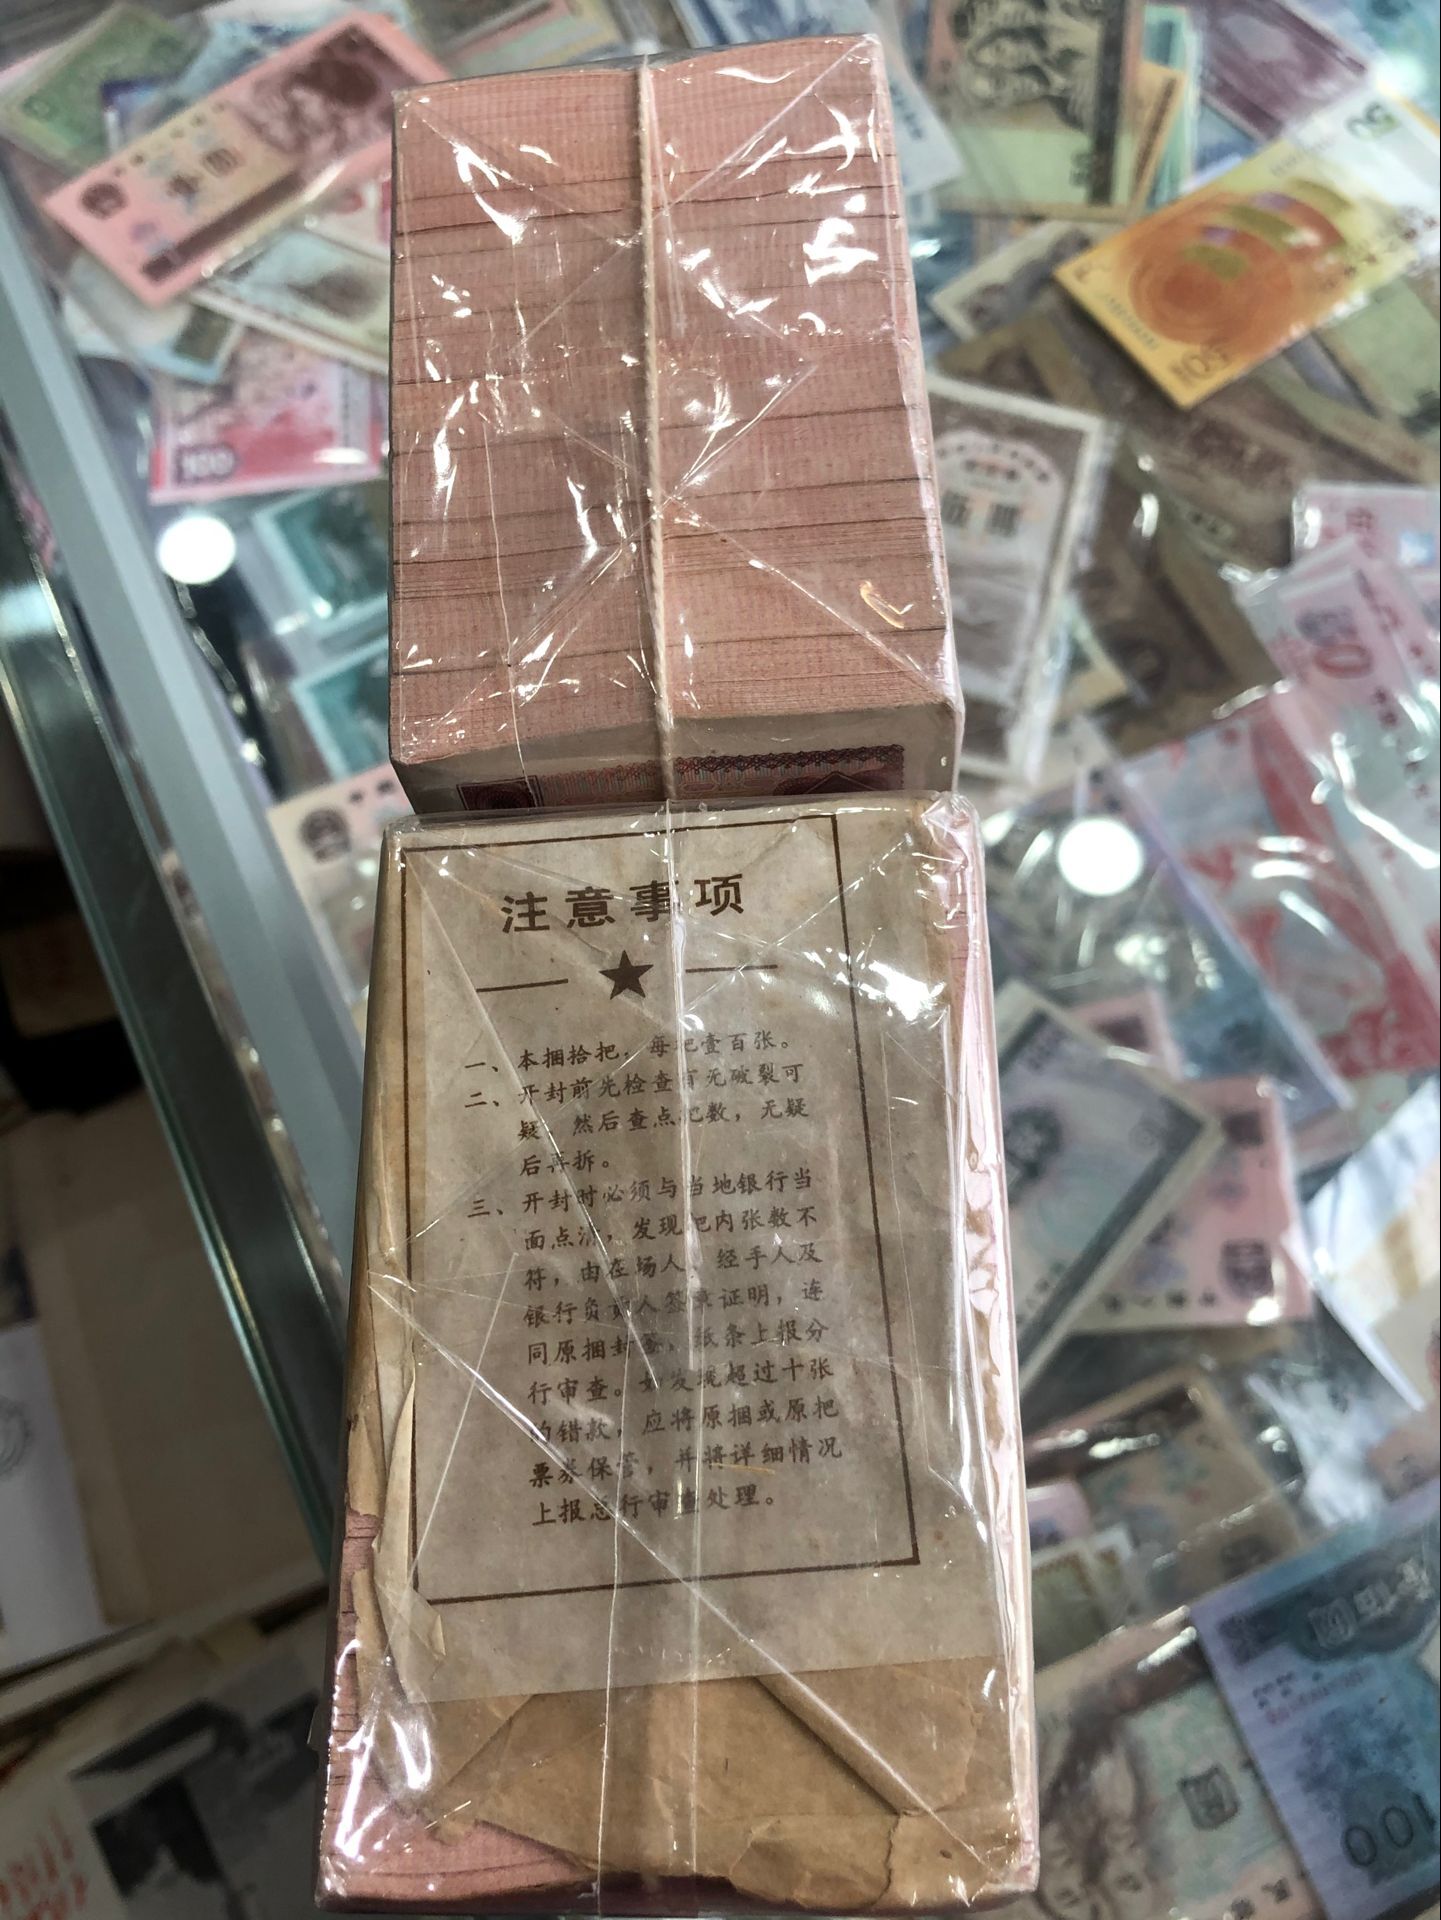 注意事项
一、本捆拾把，每把壹百张。
二、开封前先检查有无破裂可
疑，然后查点把数，无疑
后再拆。
三、开封时必须与当地银行当
面点清，发现把内张数不
符，由在场人、经手人及
银行负责人签章证明，连
同原捆封签，纸条上报分
行审查。如发现超过十张
的错款，应将原捆或原把
票券保管，并将详细情况
上报总行审查处理。
100
50
100